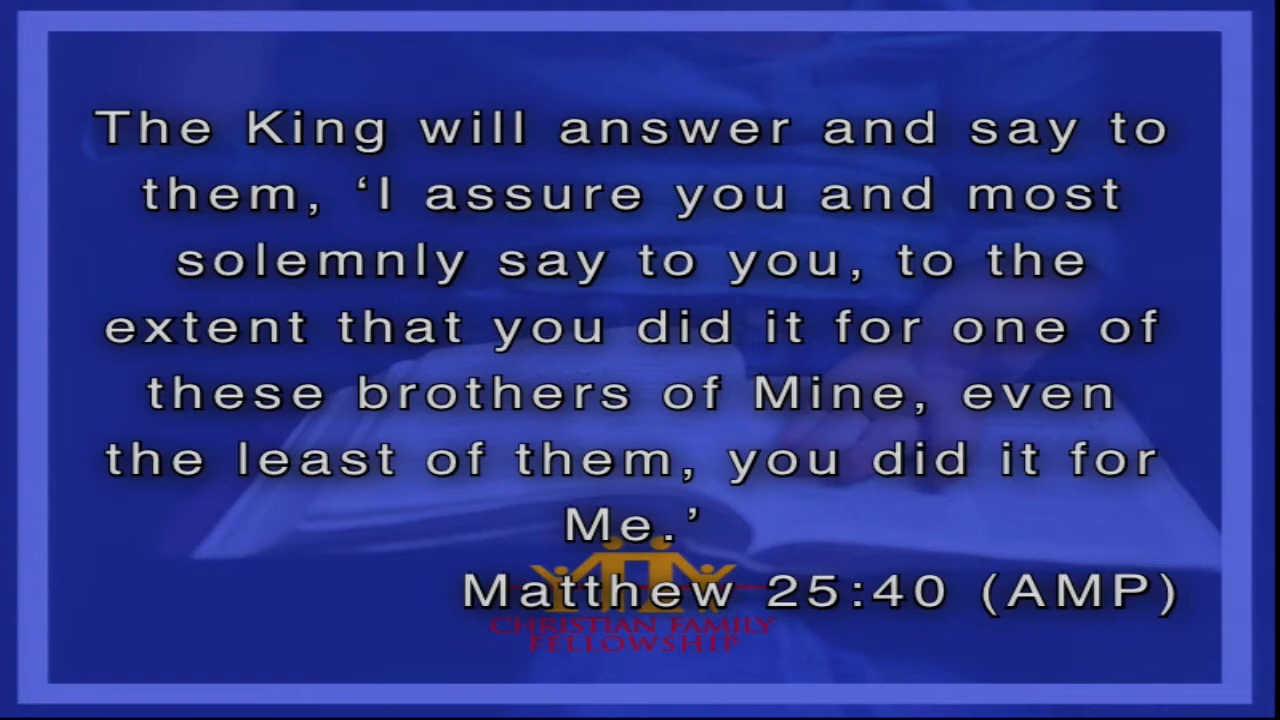 The King will answer and say to
them, ‘I assure you and most
solemnly say to you, to the
extent that you did it for one of
these brothers of Mine, even
the least of them, you did it for
Me.’
Matthew 25:40 (AMP)
CHRISTIAN FAMILY
FELLOWSHIP